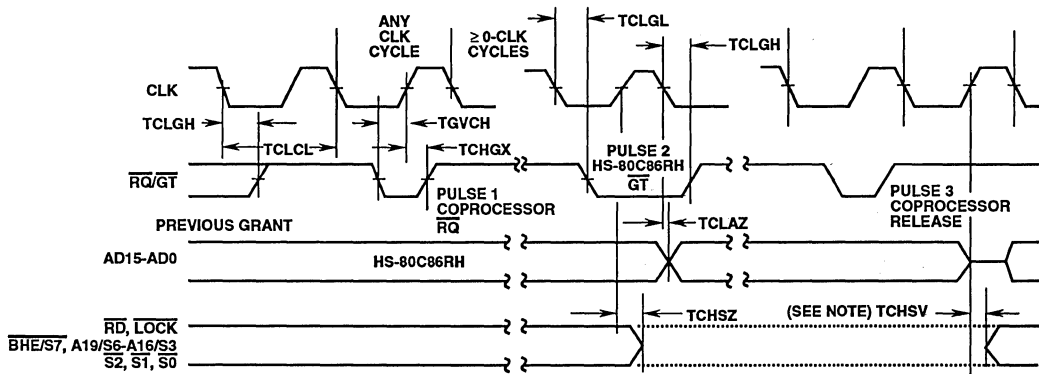 ANY
CLK
CYCLE
≥ 0-CLK
CYCLES
TCLGL
TCLGH
CLK
TCLGH
TCLCL
TGVCH
TCHGX
RQ/GT
PREVIOUS GRANT
PULSE 1
COPROCESSOR
RQ
PULSE 2
HS-80C86RH
GT
PULSE 3
COPROCESSOR
RELEASE
TCLAZ
AD15-AD0
HS-80C86RH
TCHSZ
(SEE NOTE) TCHSV
RD, LOCK
BHE/S7, A19/S6-A16/S3
S2, S1, S0